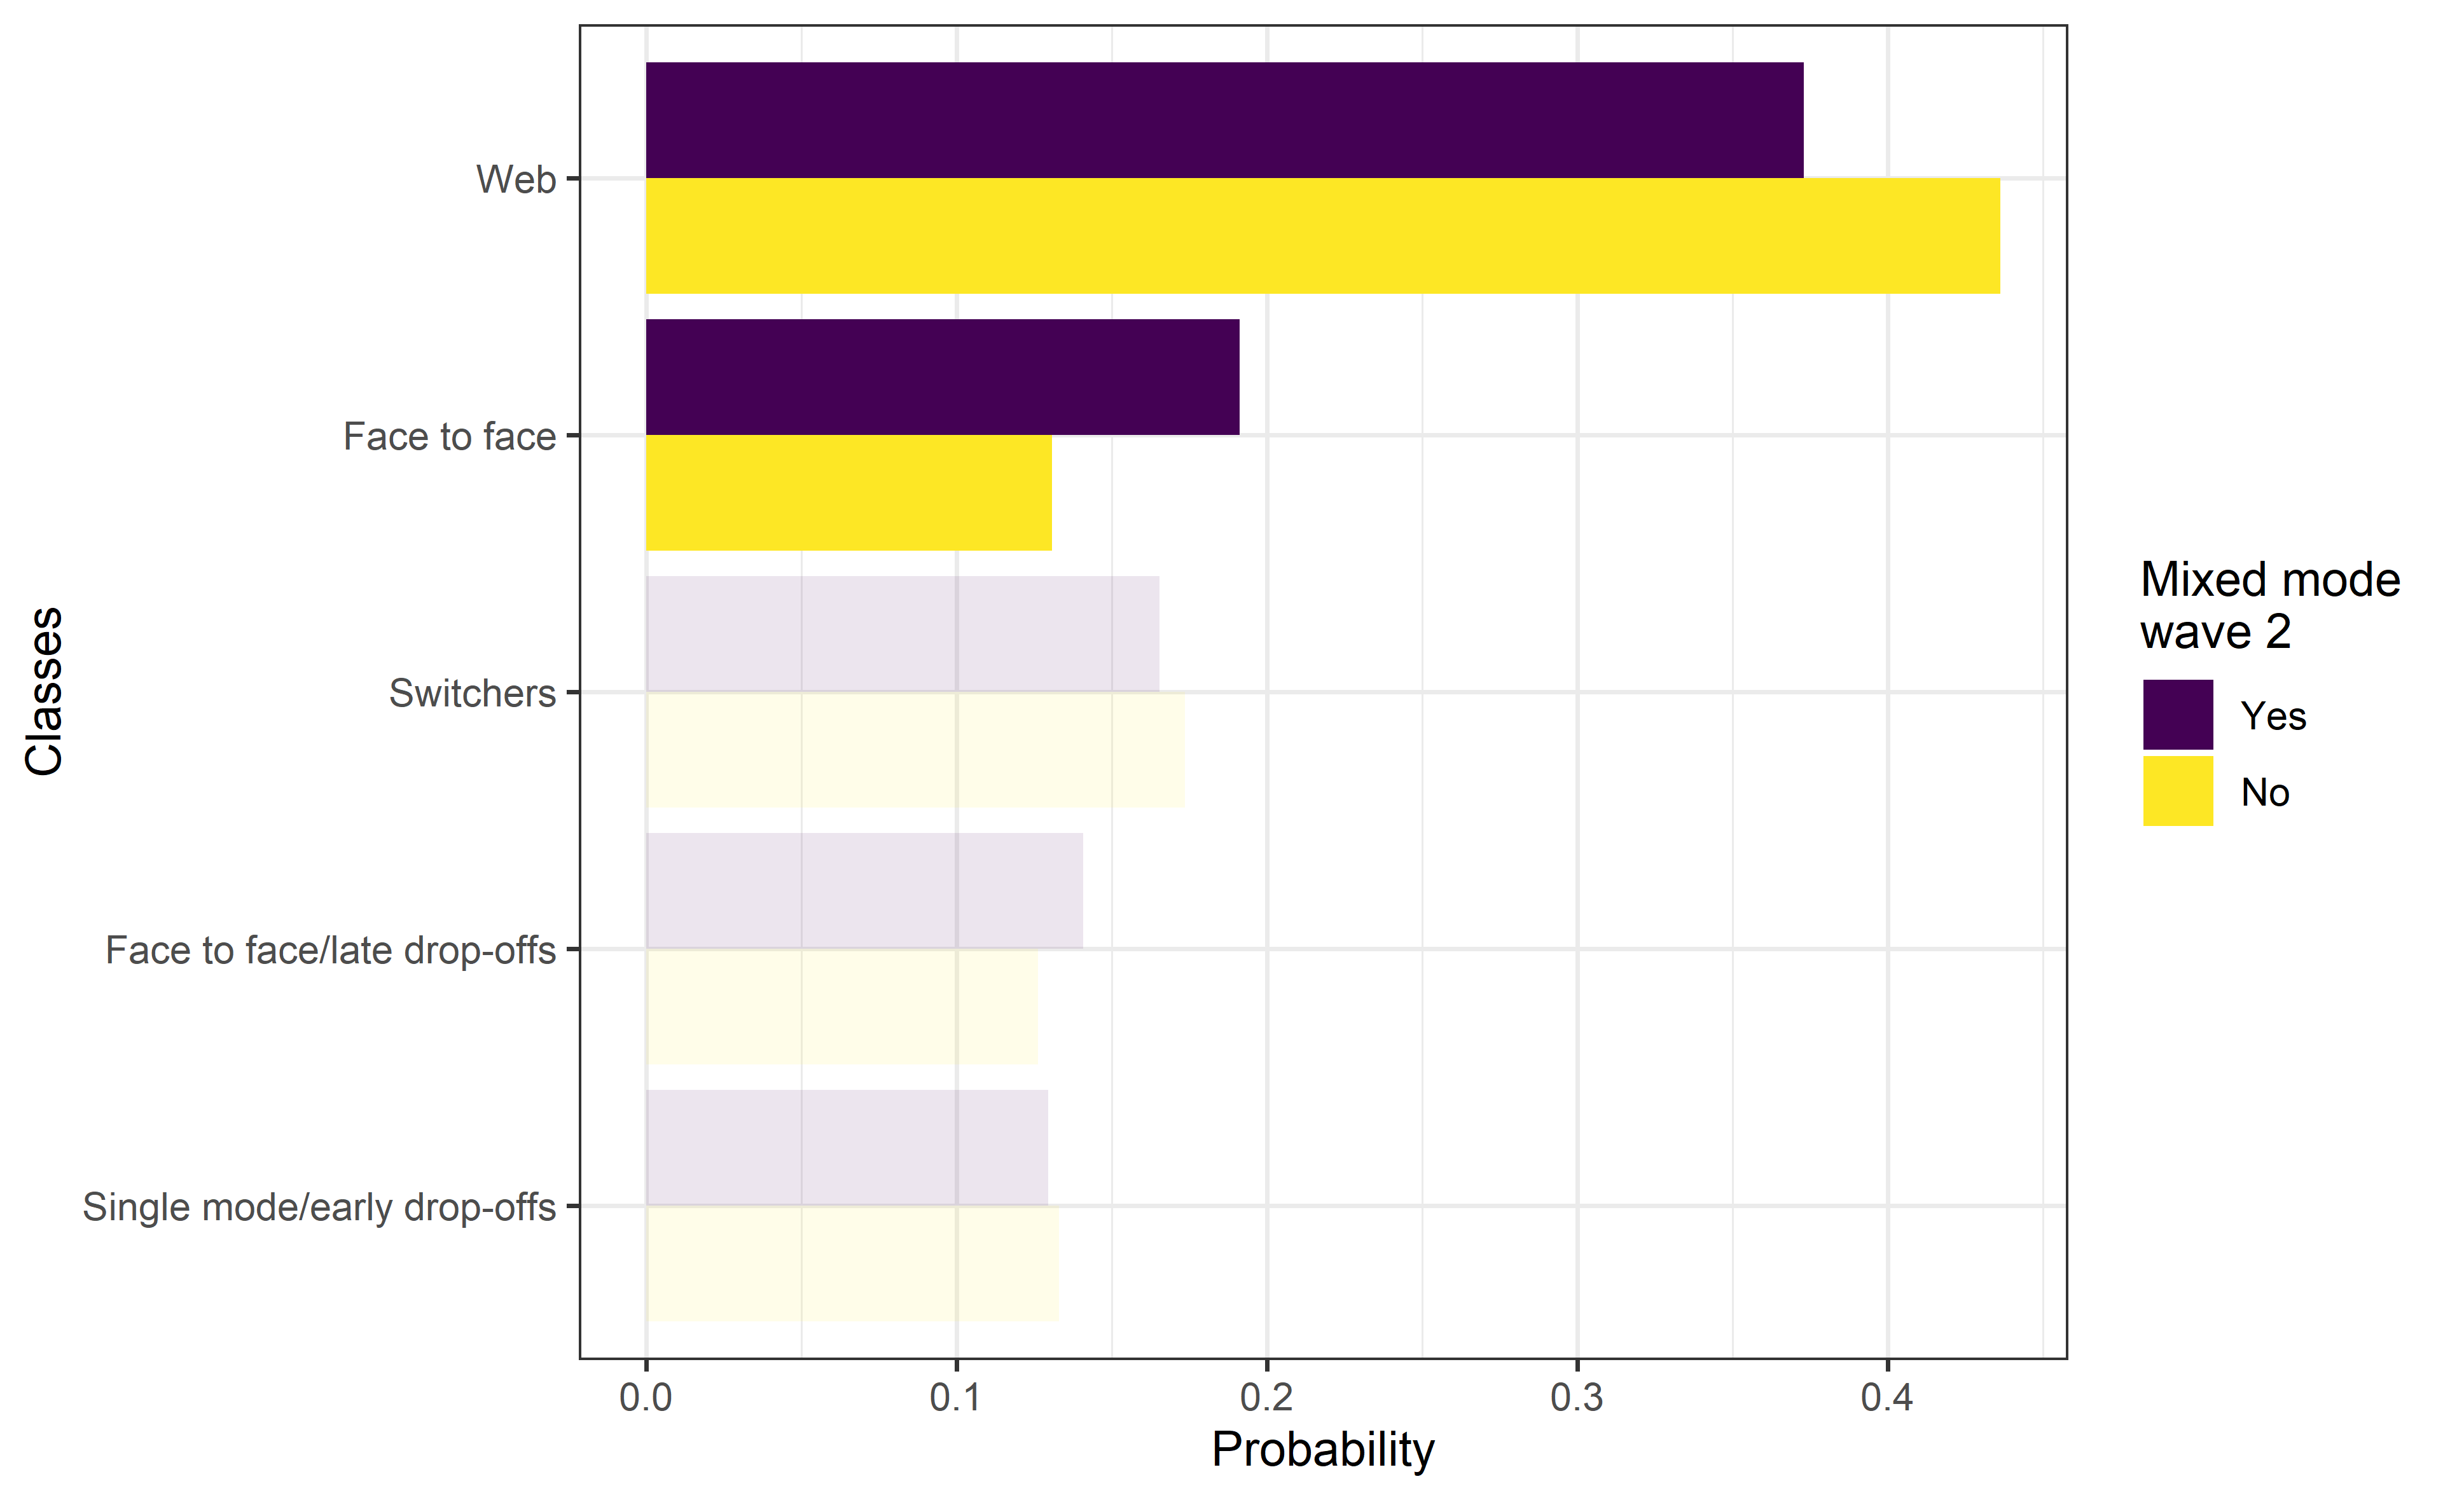 Classes
Web
Face to face
Switchers
Face to face/late drop-offs
Single mode/early drop-offs
0.0 0.1 0.2 0.3 0.4
Probability
Mixed mode
wave 2
Yes
No